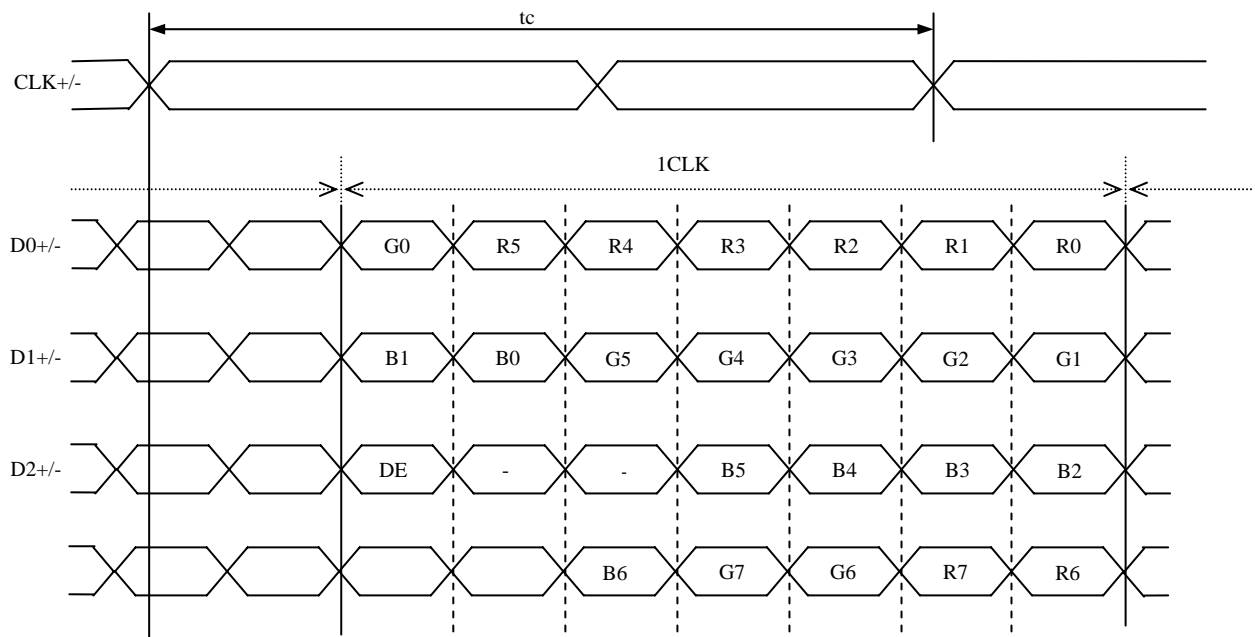 tc
CLK+/-
1CLK
D0+/- G0 R5 R4 R3 R2 R1 R0
D1+/- B1 B0 G5 G4 G3 G2 G1
D2+/- DE - - B5 B4 B3 B2
B6 G7 G6 R7 R6